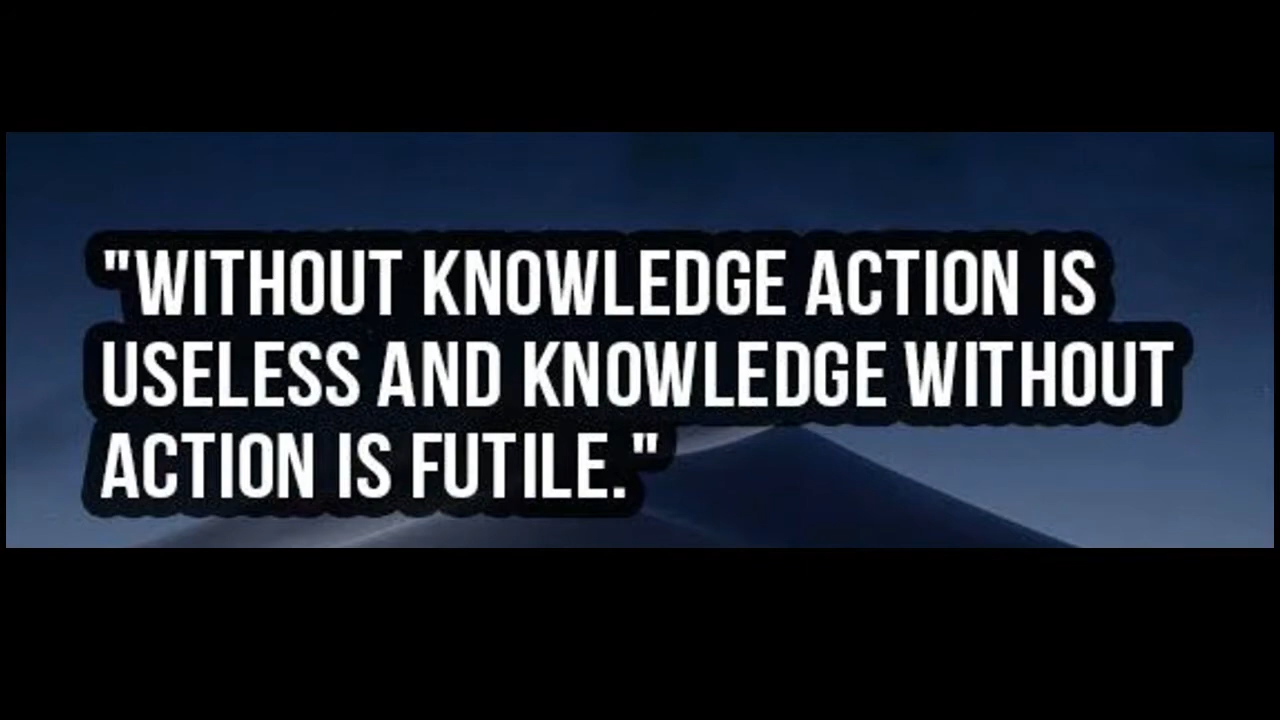 "WITHOUT KNOWLEDGE ACTION IS
USELESS AND KNOWLEDGE WITHOUT
ACTION IS FUTILE."